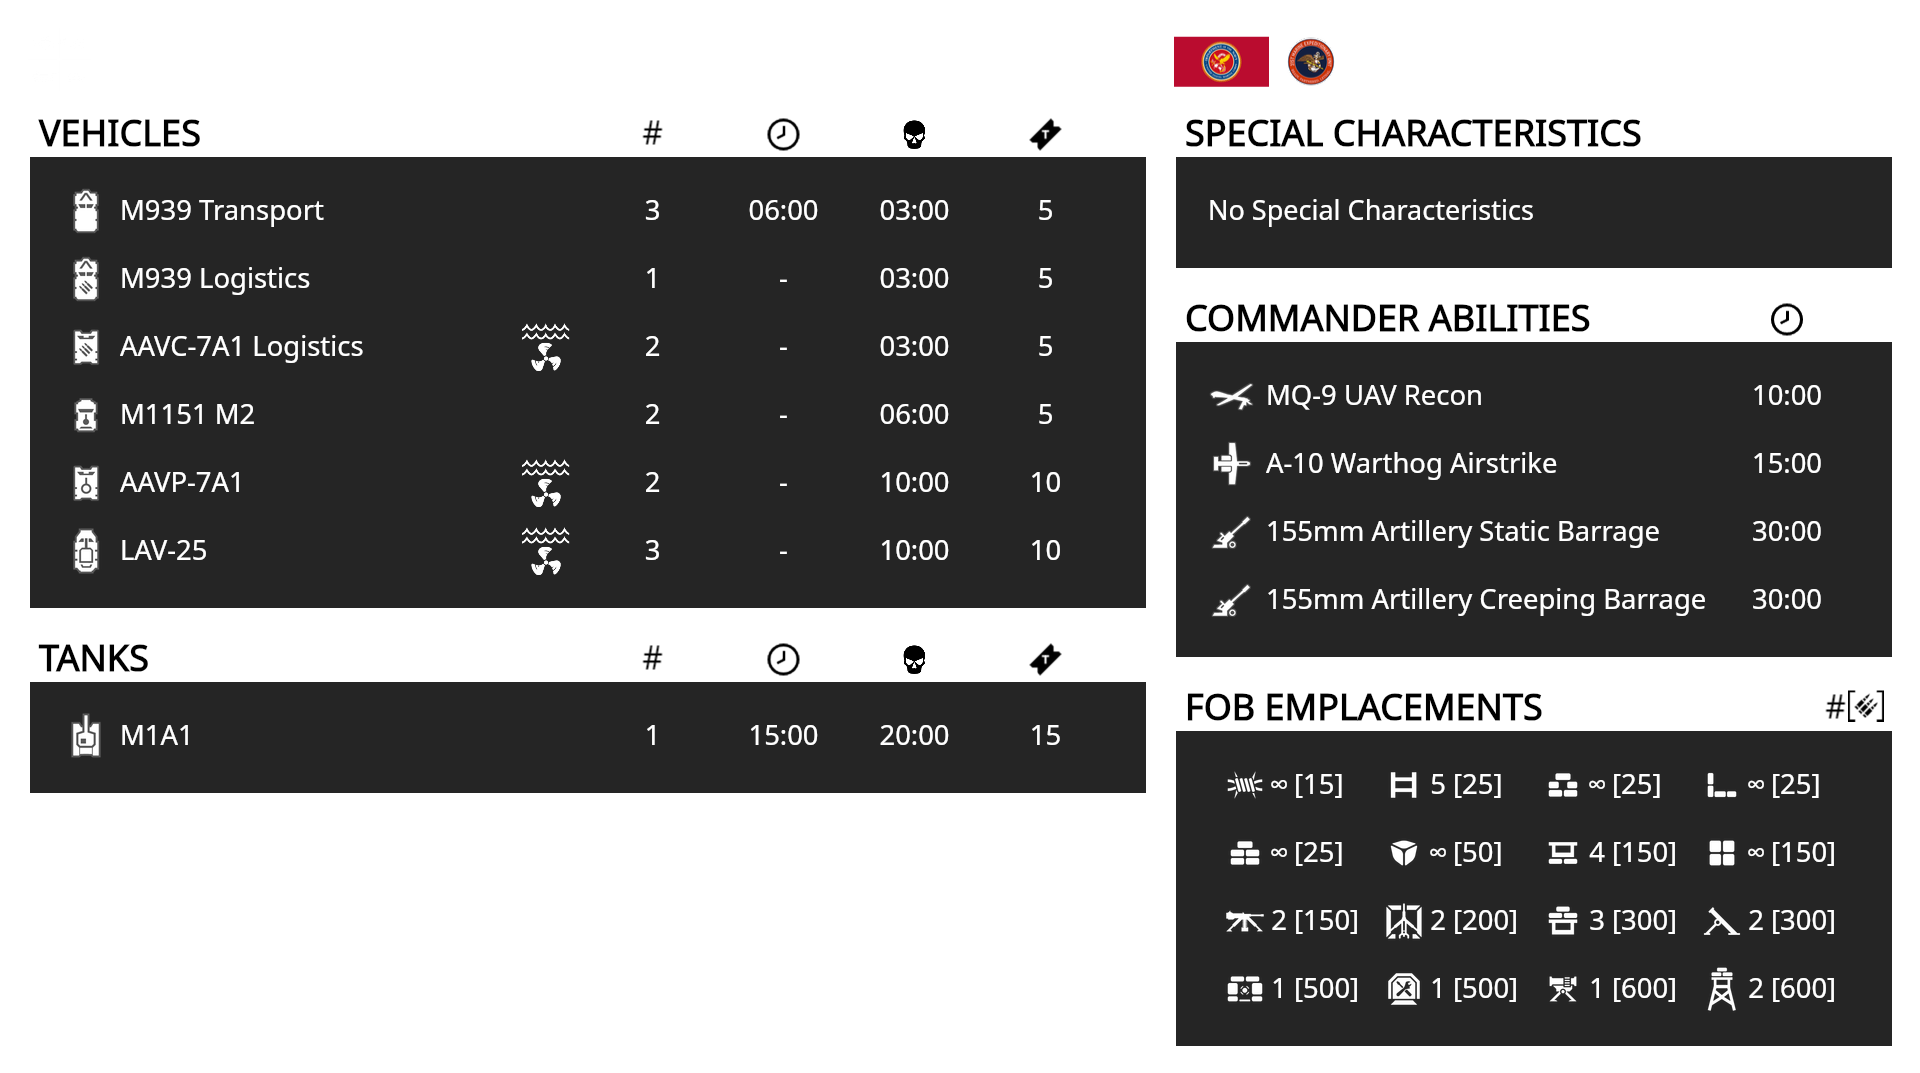 VEHICLES #
M939 Transport 3 06:00 03:00 5
M939 Logistics 1 - 03:00 5
AAVC-7A1 Logistics 2 - 03:00 5
M1151 M2 2 - 06:00 5
AAVP-7A1 2 - 10:00 10
LAV-25 3 - 10:00 10
TANKS #
M1A1 1 15:00 20:00 15
SPECIAL CHARACTERISTICS
No Special Characteristics
COMMANDER ABILITIES
MQ-9 UAV Recon 10:00
A-10 Warthog Airstrike 15:00
155mm Artillery Static Barrage 30:00
155mm Artillery Creeping Barrage 30:00
FOB EMPLACEMENTS #[ ]
∞ [15] 5 [25] ∞ [25] ∞ [25]
∞ [25] ∞ [50] 4 [150] ∞ [150]
2 [150] 2 [200] 3 [300] 2 [300]
1 [500] 1 [500] 1 [600] 2 [600]